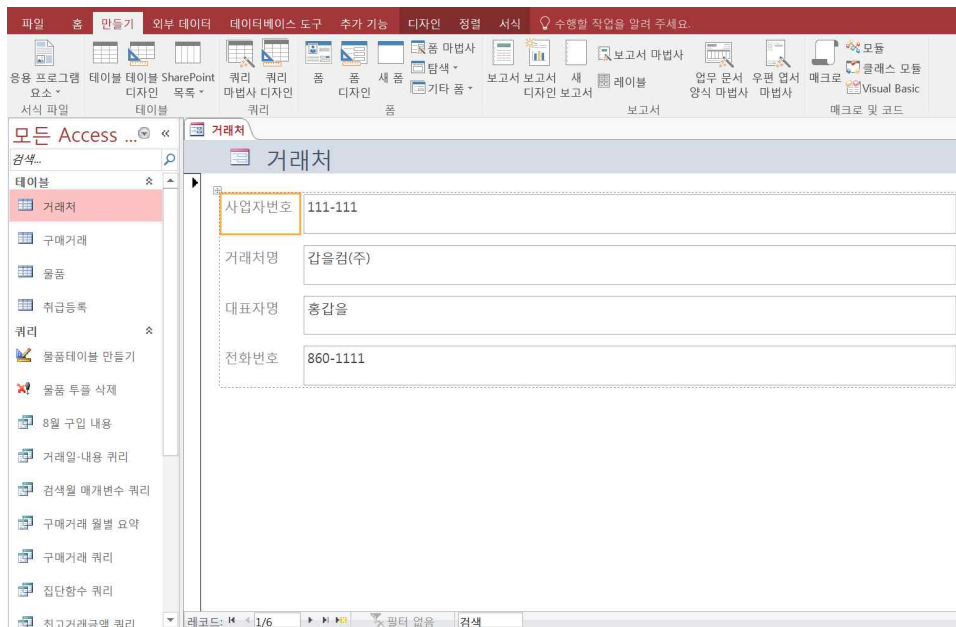 파일 홈 만들기 외부 데이터 데이터베이스 도구 추가 기능 디자인 정렬 서식 수행할 작업을 알려 주세요.
응용 프로그램 요소
서식 파일
테이블
테이블 디자인
SharePoint 목록
테이블
쿼리 마법사
쿼리 디자인
쿼리
폼
폼 디자인
새 폼
폼 마법사
탐색
기타 폼
폼
보고서
보고서 디자인
새 보고서
보고서 마법사
레이블
업무 문서 양식 마법사
우편 엽서 마법사
보고서
매크로
모듈
클래스 모듈
Visual Basic
매크로 및 코드
모든 Access ... «
검색...
테이블
거래처
구매거래
물품
취급등록
쿼리
물품테이블 만들기
물품 투플 삭제
8월 구입 내용
거래일-내용 쿼리
검색월 매개변수 쿼리
구매거래 월별 요약
구매거래 쿼리
집단함수 쿼리
최고거래금액 쿼리
거래처
거래처
사업자번호 111-111
거래처명 갑을컴(주)
대표자명 홍갑을
전화번호 860-1111
레코드: 1/6 필터 없음 검색